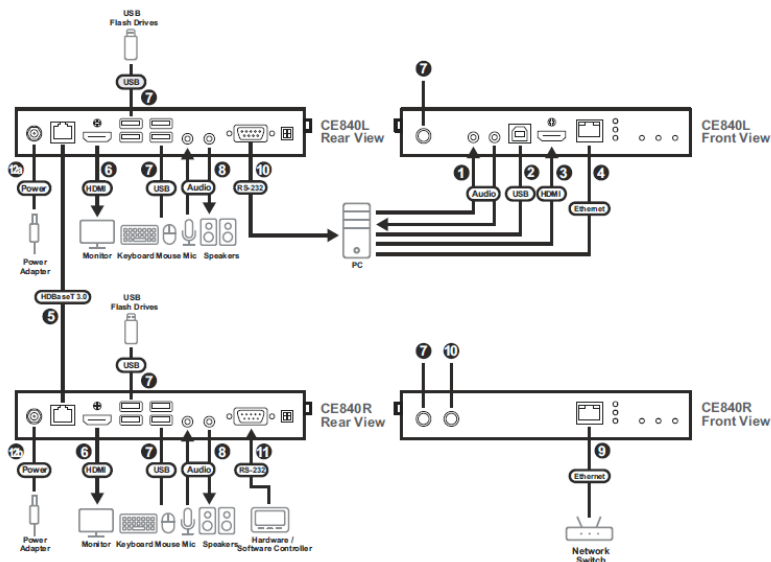 USB
Flash Drives
USB
7
7
CE840L
Rear View
CE840L
Front View
12a
6
7
8
10
1
2
3
4
Power
HDMI
USB
Audio
RS-232
Audio
USB
HDMI
Ethernet
Power
Adapter
Monitor
Keyboard
Mouse
Mic
Speakers
PC
HDBaseT 3.0
5
USB
Flash Drives
USB
7
7
10
CE840R
Rear View
CE840R
Front View
12b
6
7
8
11
9
Power
HDMI
USB
Audio
RS-232
Ethernet
Power
Adapter
Monitor
Keyboard
Mouse
Mic
Speakers
Hardware /
Software Controller
Network
Switch